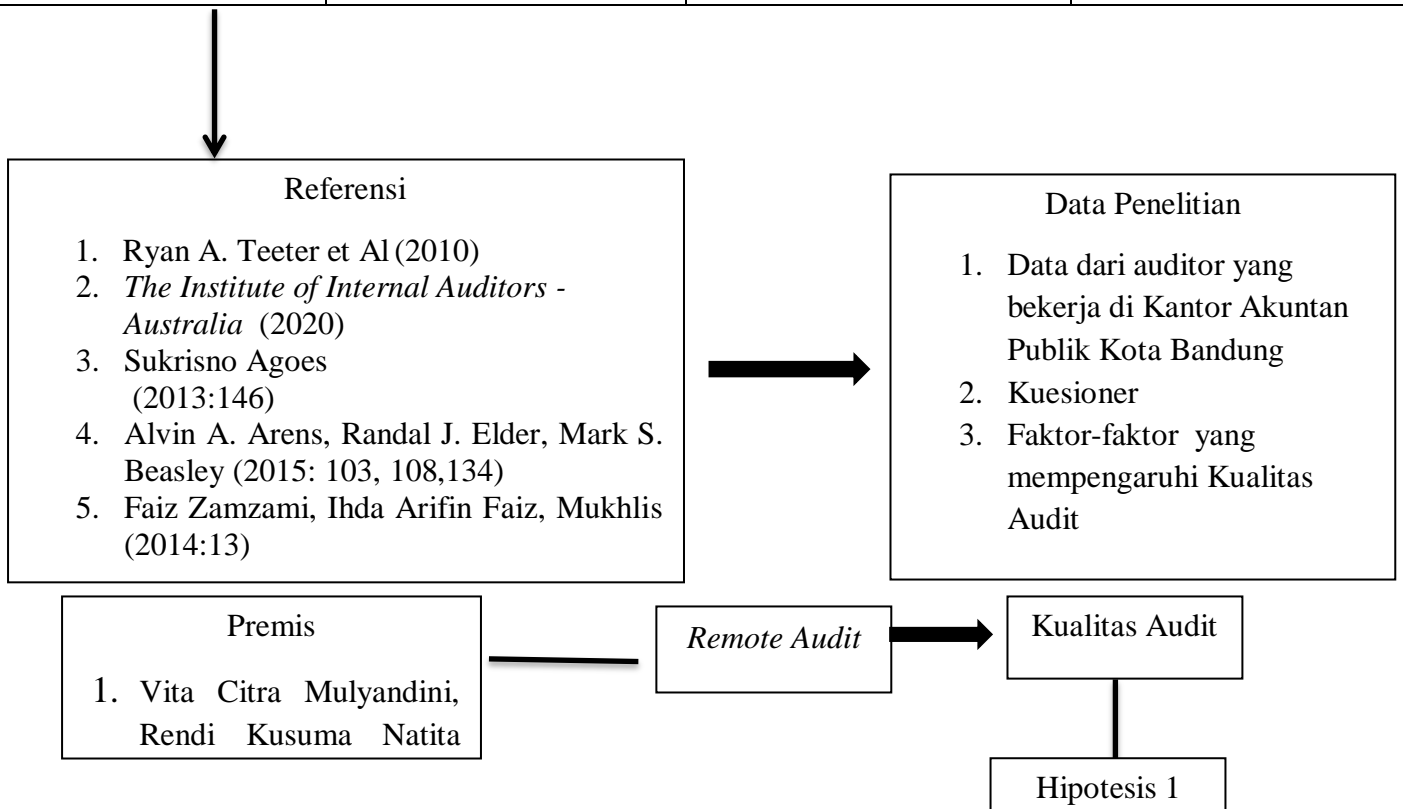 Referensi
1. Ryan A. Teeter et Al (2010)
2. The Institute of Internal Auditors -
Australia (2020)
3. Sukrisno Agoes
(2013:146)
4. Alvin A. Arens, Randal J. Elder, Mark S.
Beasley (2015: 103, 108,134)
5. Faiz Zamzami, Ihda Arifin Faiz, Mukhlis
(2014:13)
Data Penelitian
1. Data dari auditor yang
bekerja di Kantor Akuntan
Publik Kota Bandung
2. Kuesioner
3. Faktor-faktor yang
mempengaruhi Kualitas
Audit
Premis
1. Vita Citra Mulyandini,
Rendi Kusuma Natita
Remote Audit
Kualitas Audit
Hipotesis 1